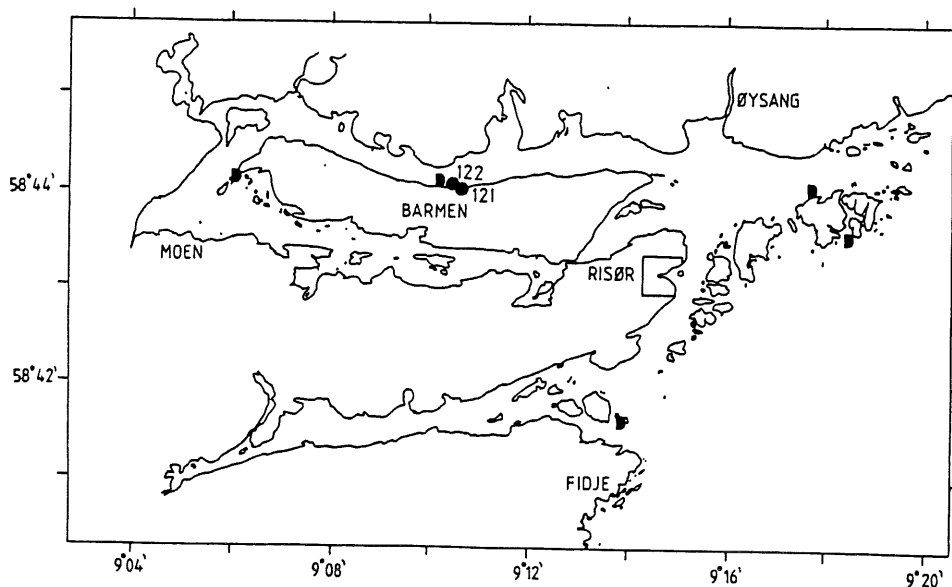 ØYSANG
122
58°44'
121
BARMEN
MOEN
RISØR
58°42'
FIDJE
9°04'
9°08'
9°12'
9°16'
9°20'